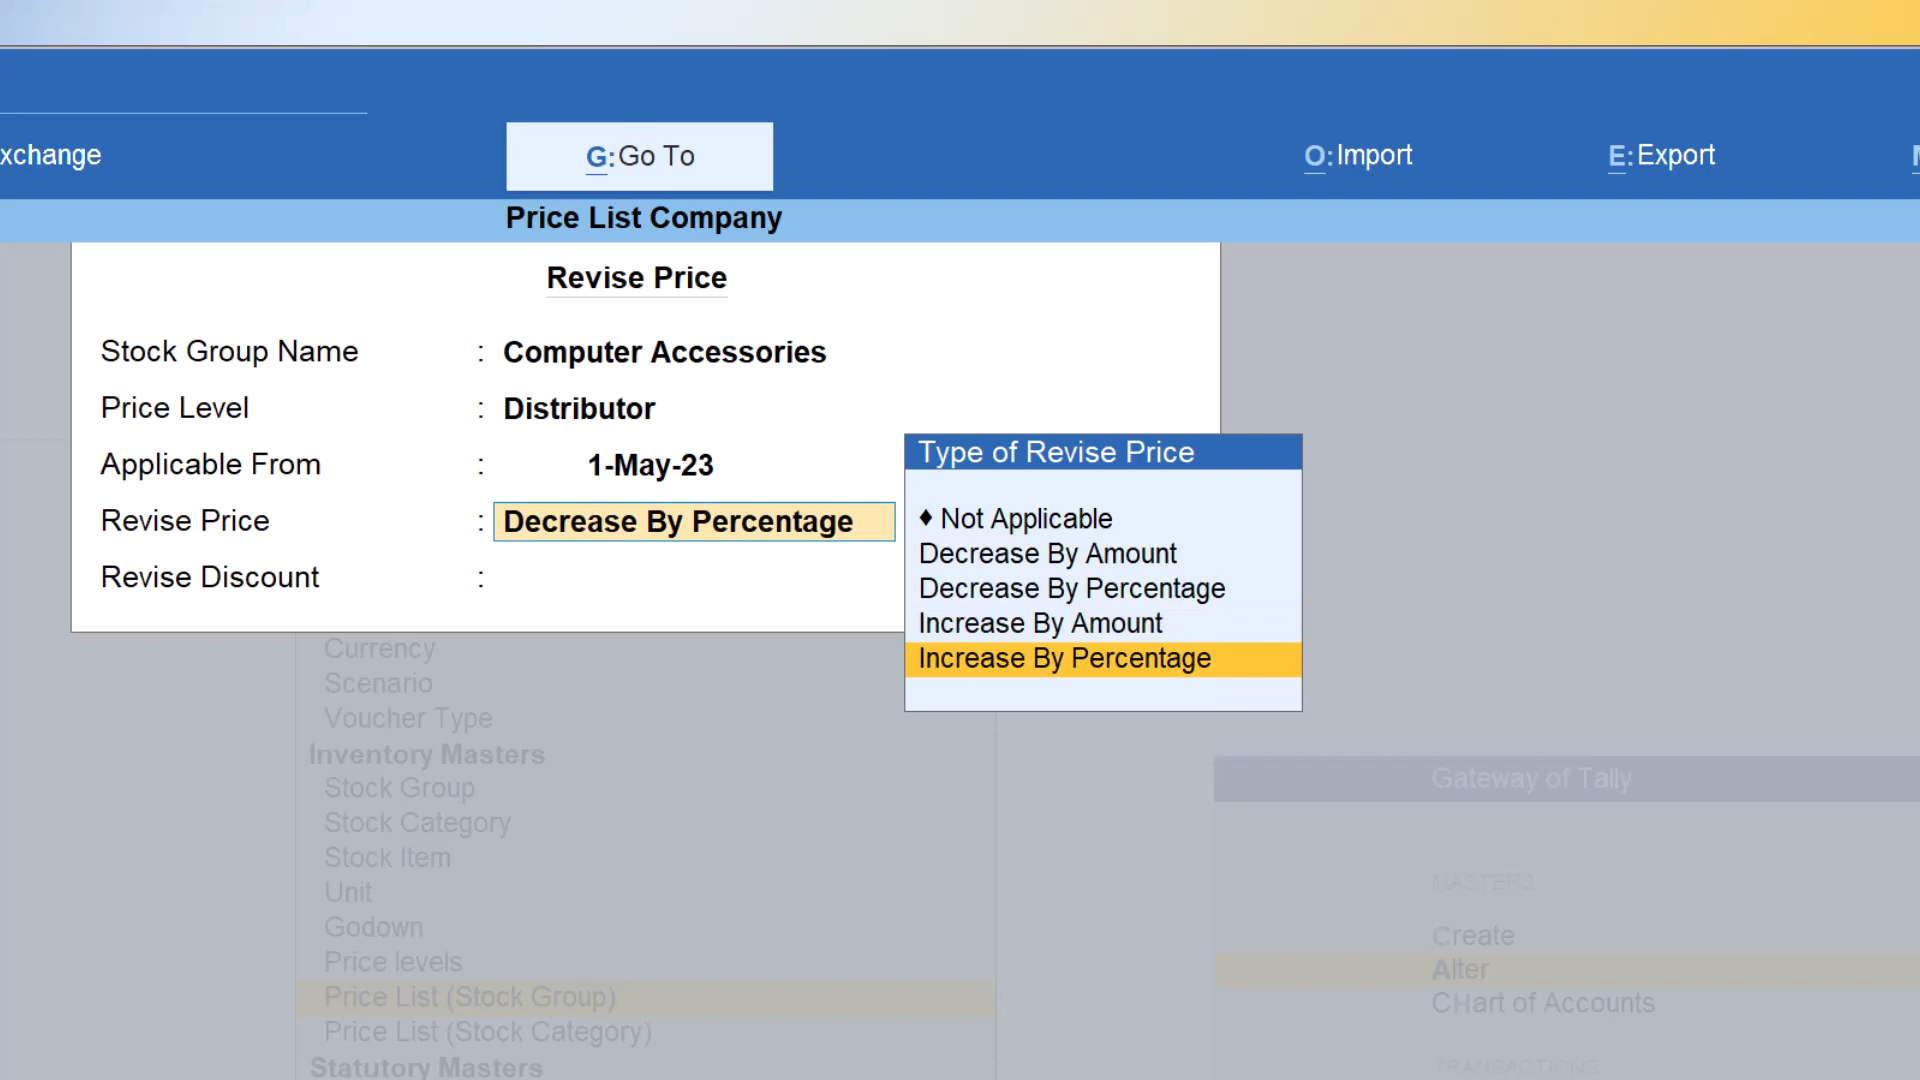 xchange
G:Go To
O:Import
E:Export
Price List Company
Revise Price
Stock Group Name : Computer Accessories
Price Level : Distributor
Applicable From : 1-May-23
Revise Price : Decrease By Percentage
Revise Discount :
Type of Revise Price
♦ Not Applicable
Decrease By Amount
Decrease By Percentage
Increase By Amount
Increase By Percentage
Currency
Scenario
Voucher Type
Inventory Masters
Stock Group
Stock Category
Stock Item
Unit
Godown
Price levels
Price List (Stock Group)
Price List (Stock Category)
Statutory Masters
Gateway of Tally
MASTERS
Create
Alter
CHart of Accounts
TRANSACTIONS